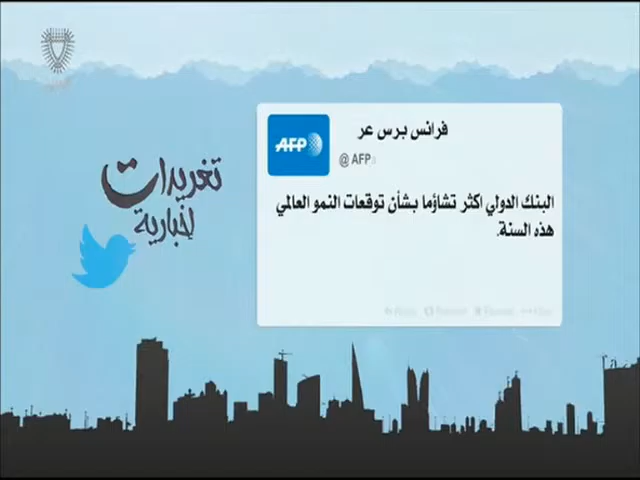 تغريدات
إخبارية
AFP
فرانس برس عر
@AFP
البنك الدولي اكثر تشاؤما بشأن توقعات النمو العالمي
هذه السنة.